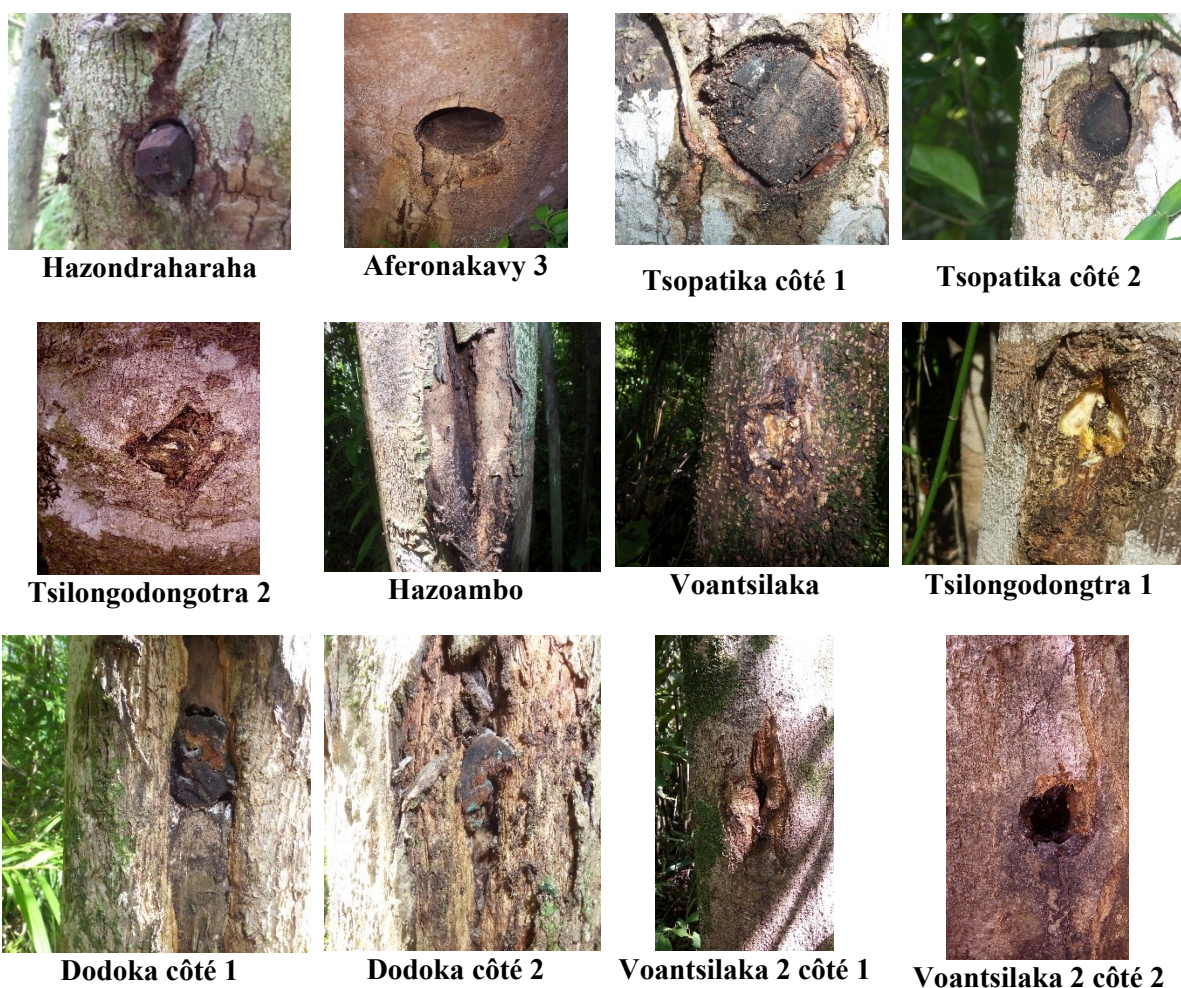 Hazondraharaha
Aferonakavy 3
Tsopatika côté 1
Tsopatika côté 2
Tsilongodongotra 2
Hazoambo
Voantsilaka
Tsilongodongtra 1
Dodoka côté 1
Dodoka côté 2
Voantsilaka 2 côté 1
Voantsilaka 2 côté 2